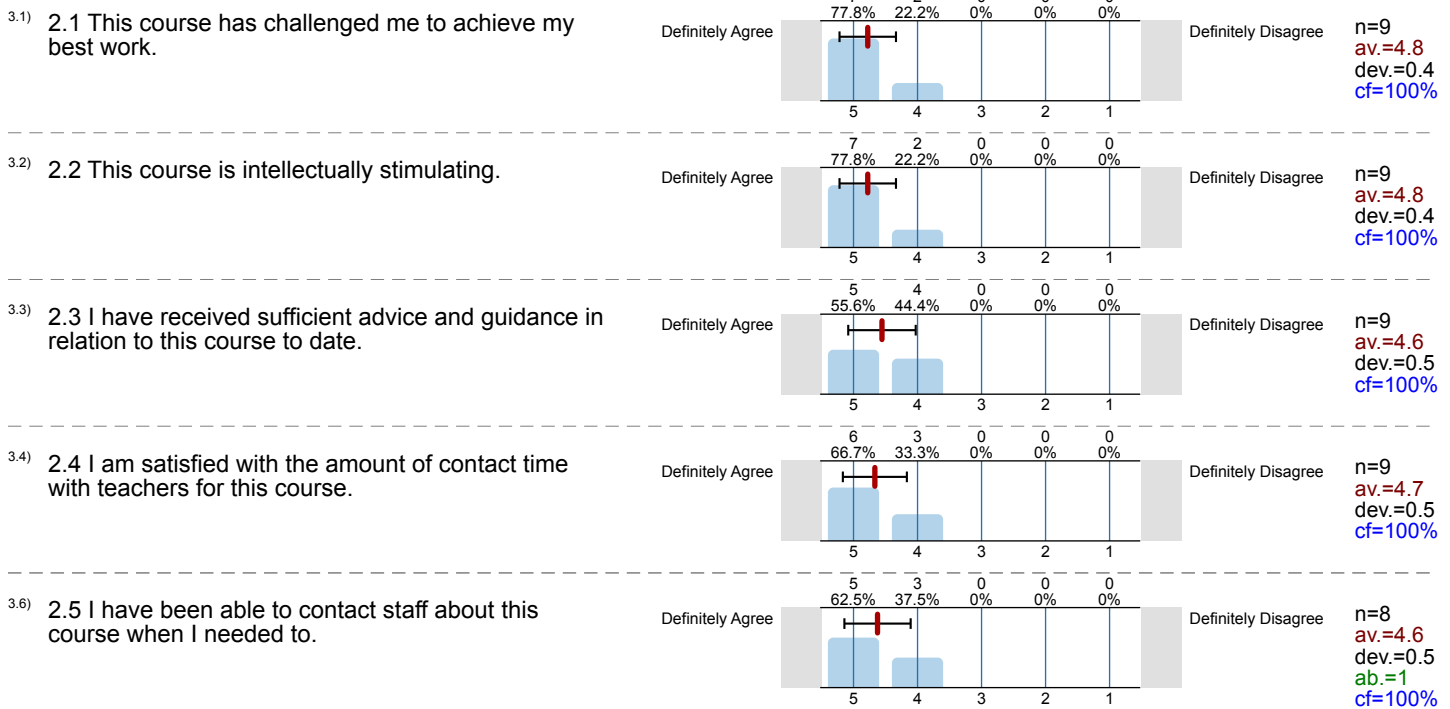 77.8% 22.2% 0% 0% 0%
3.1) 2.1 This course has challenged me to achieve my
best work.
Definitely Agree
Definitely Disagree
5 4 3 2 1
n=9
av.=4.8
dev.=0.4
cf=100%
7 2 0 0 0
77.8% 22.2% 0% 0% 0%
3.2) 2.2 This course is intellectually stimulating.
Definitely Agree
Definitely Disagree
5 4 3 2 1
n=9
av.=4.8
dev.=0.4
cf=100%
5 4 0 0 0
55.6% 44.4% 0% 0% 0%
3.3) 2.3 I have received sufficient advice and guidance in
relation to this course to date.
Definitely Agree
Definitely Disagree
5 4 3 2 1
n=9
av.=4.6
dev.=0.5
cf=100%
6 3 0 0 0
66.7% 33.3% 0% 0% 0%
3.4) 2.4 I am satisfied with the amount of contact time
with teachers for this course.
Definitely Agree
Definitely Disagree
5 4 3 2 1
n=9
av.=4.7
dev.=0.5
cf=100%
5 3 0 0 0
62.5% 37.5% 0% 0% 0%
3.6) 2.5 I have been able to contact staff about this
course when I needed to.
Definitely Agree
Definitely Disagree
5 4 3 2 1
n=8
av.=4.6
dev.=0.5
ab.=1
cf=100%